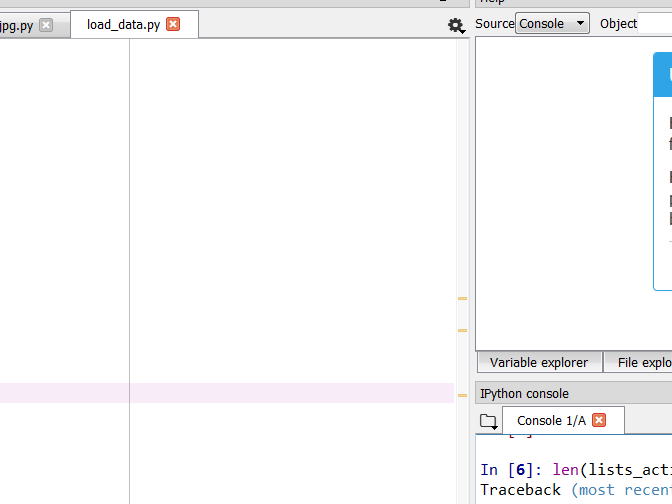 Help
jpg.py
load_data.py
Source Console Object
Variable explorer
File explo
IPython console
Console 1/A
In [6]: len(lists_acti
Traceback (most recen